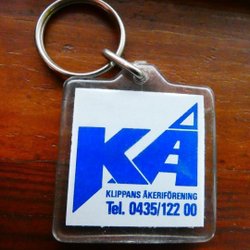 KÅ
KLIPPANS ÅKERIFÖRENING
Tel. 0435/122 00